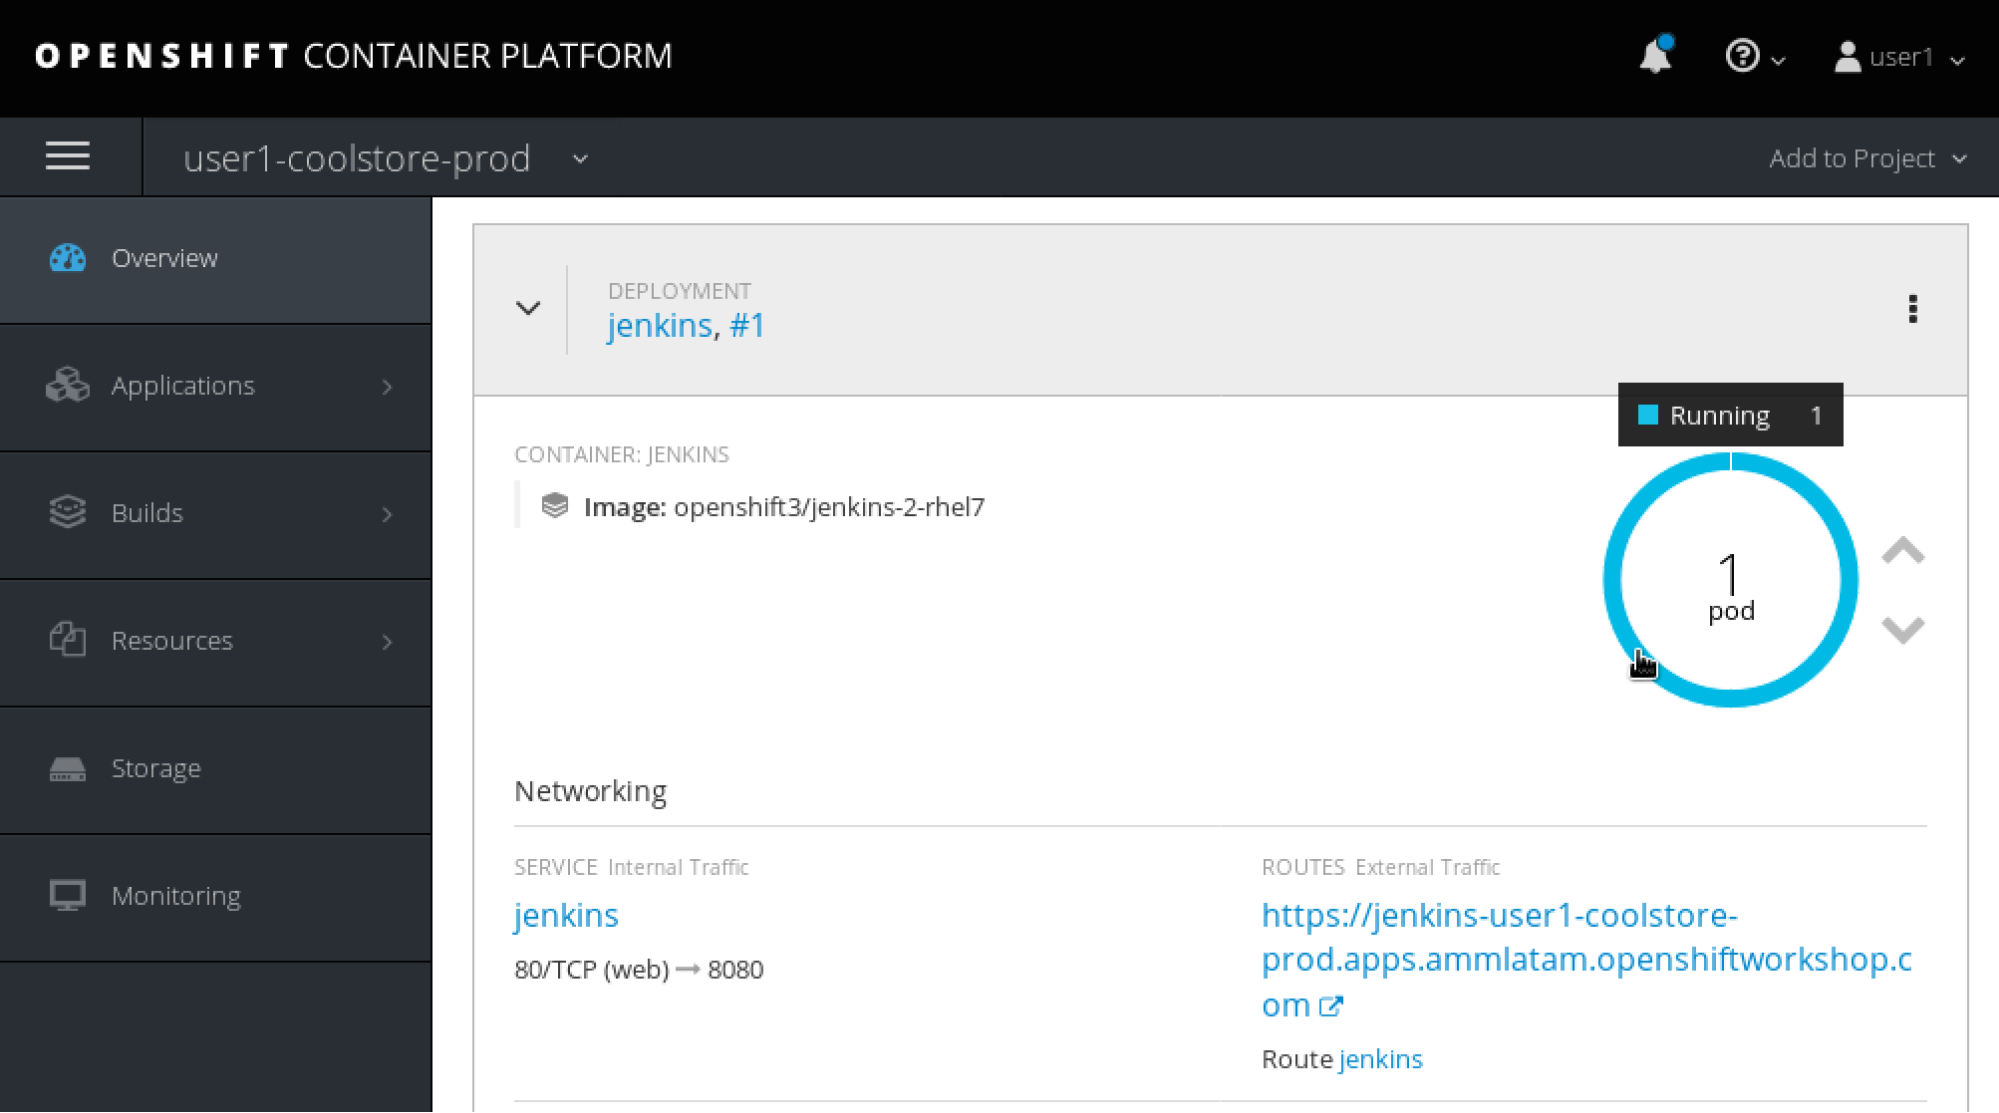 OPENSHIFT CONTAINER PLATFORM
user1
user1-coolstore-prod
Add to Project
Overview
Applications
Builds
Resources
Storage
Monitoring
DEPLOYMENT
jenkins, #1
Running 1
CONTAINER: JENKINS
Image: openshift3/jenkins-2-rhel7
1
pod
Networking
SERVICE Internal Traffic
jenkins
80/TCP (web) → 8080
ROUTES External Traffic
https://jenkins-user1-coolstore-
prod.apps.ammlatam.openshiftworkshop.c
om
Route jenkins